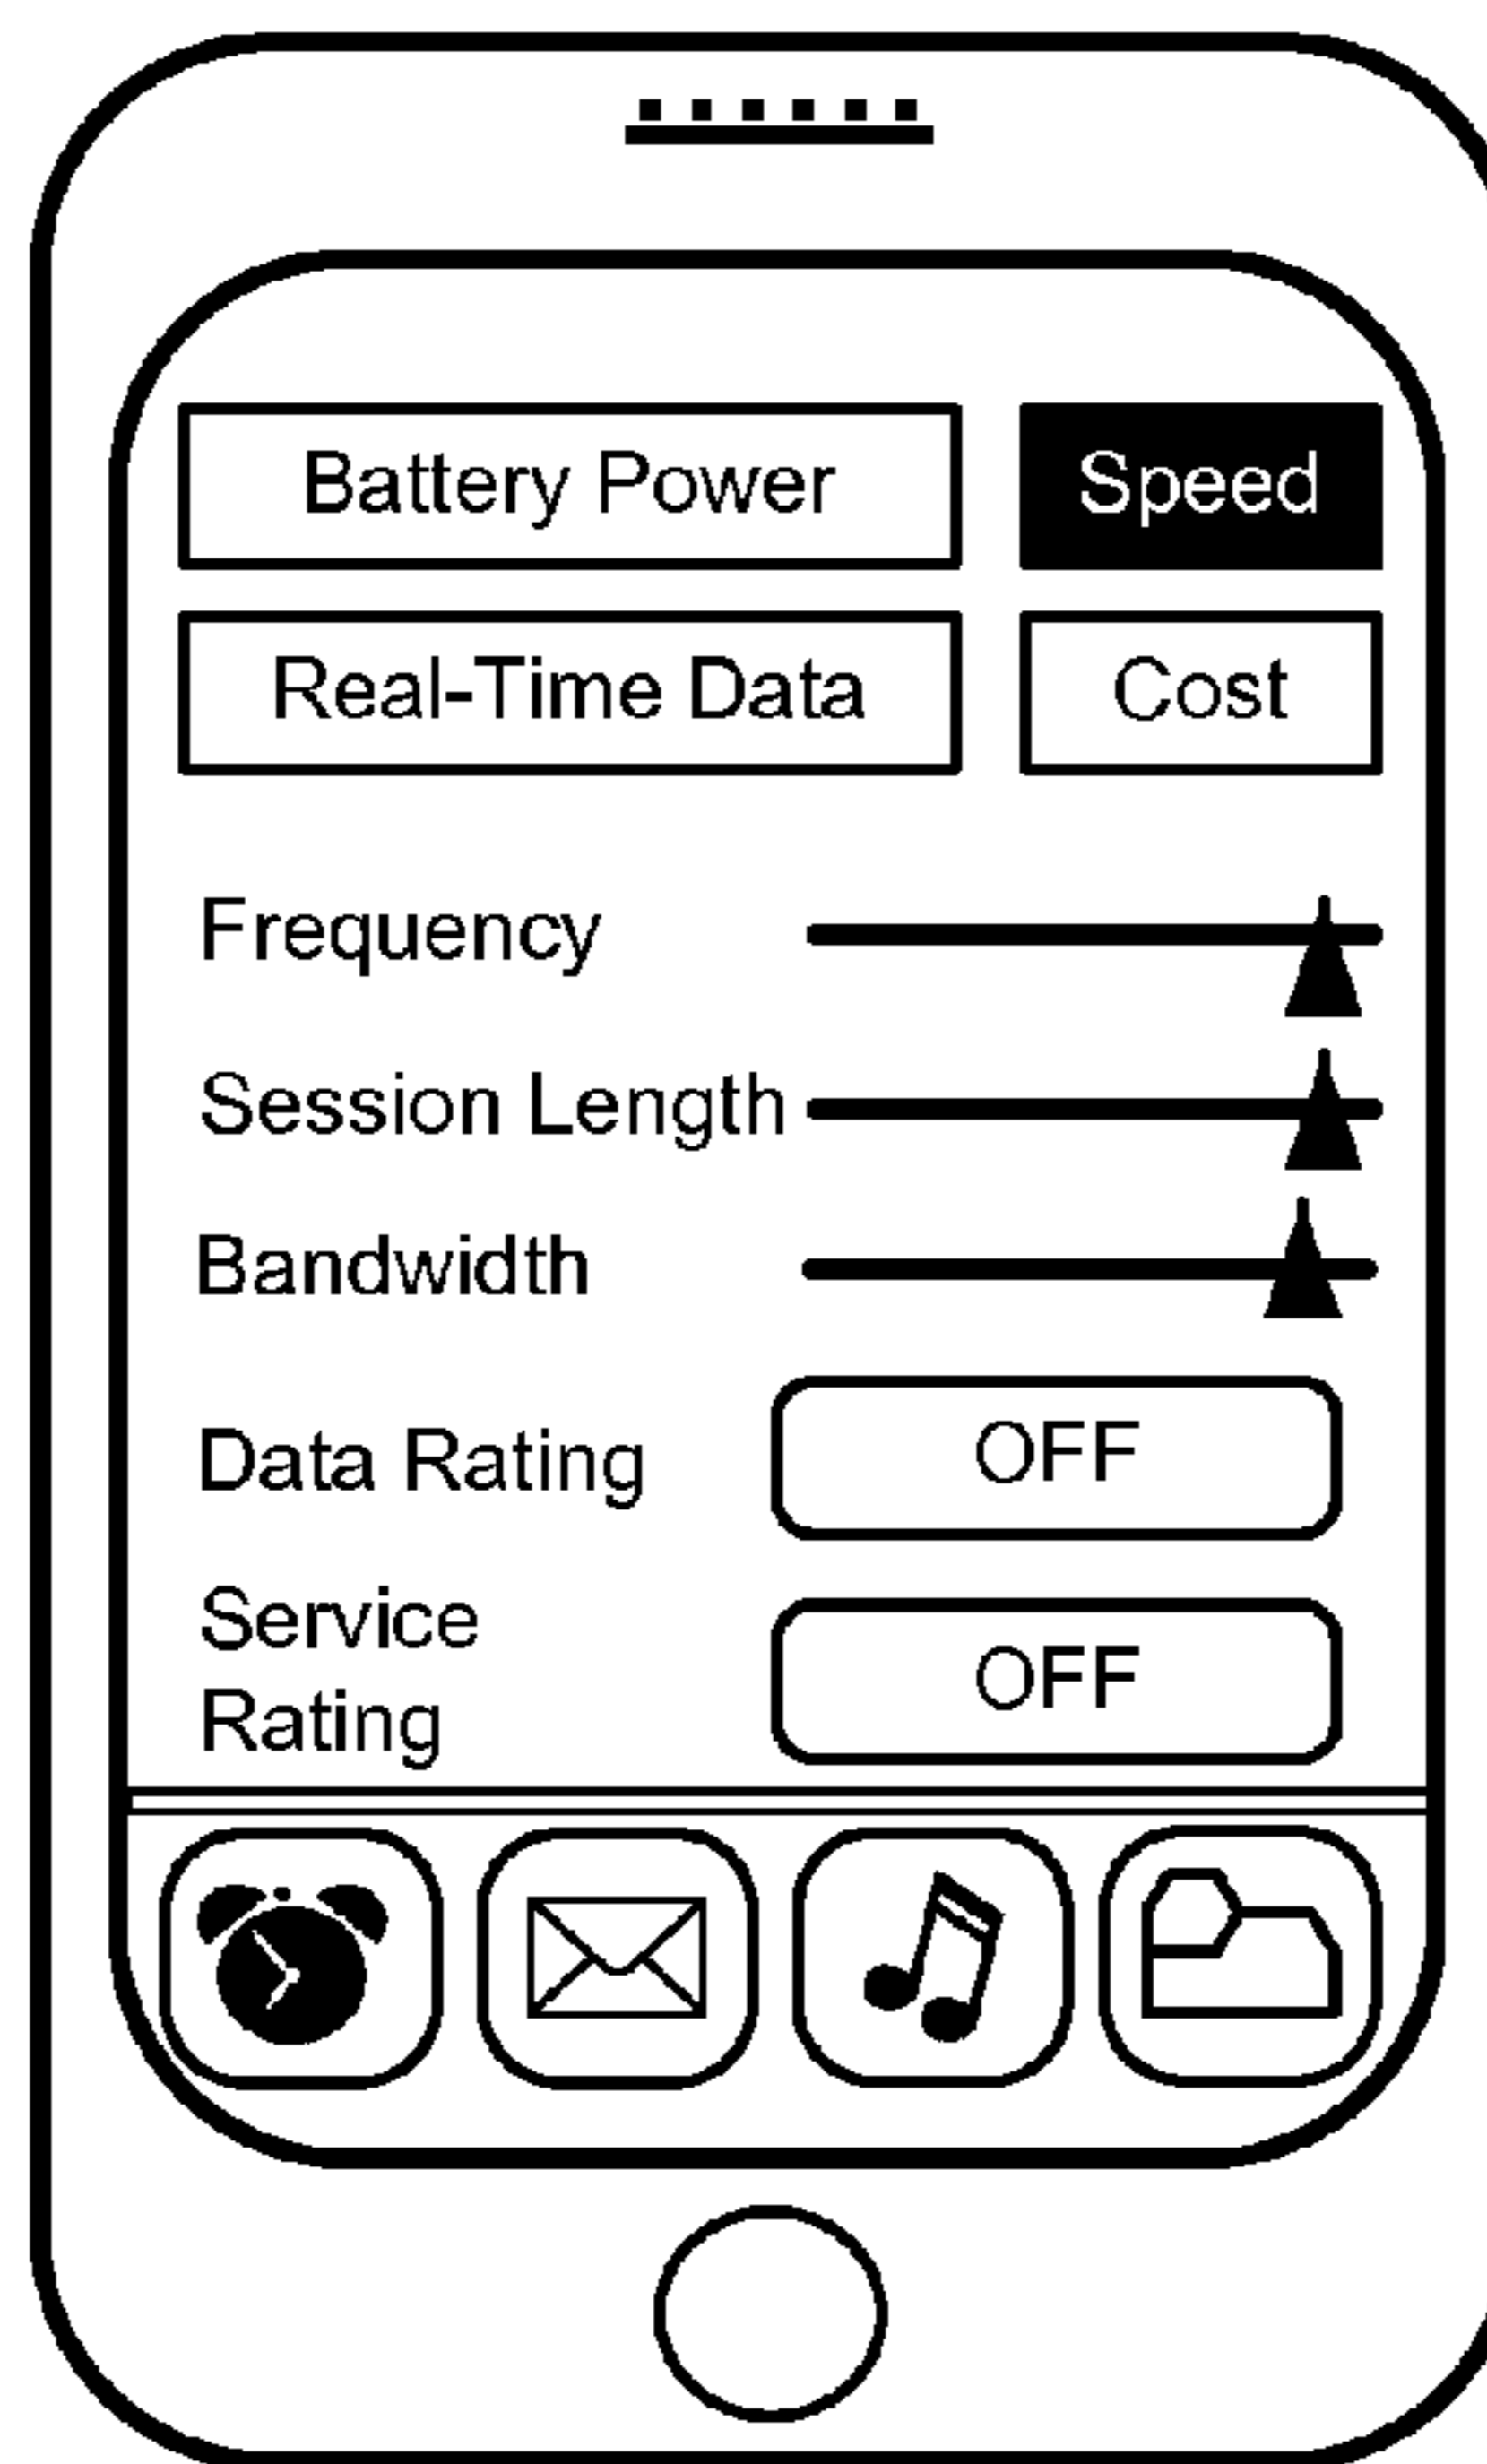 Battery Power
Speed
Real-Time Data
Cost
Frequency
Session Length
Bandwidth
Data Rating
OFF
Service
Rating
OFF